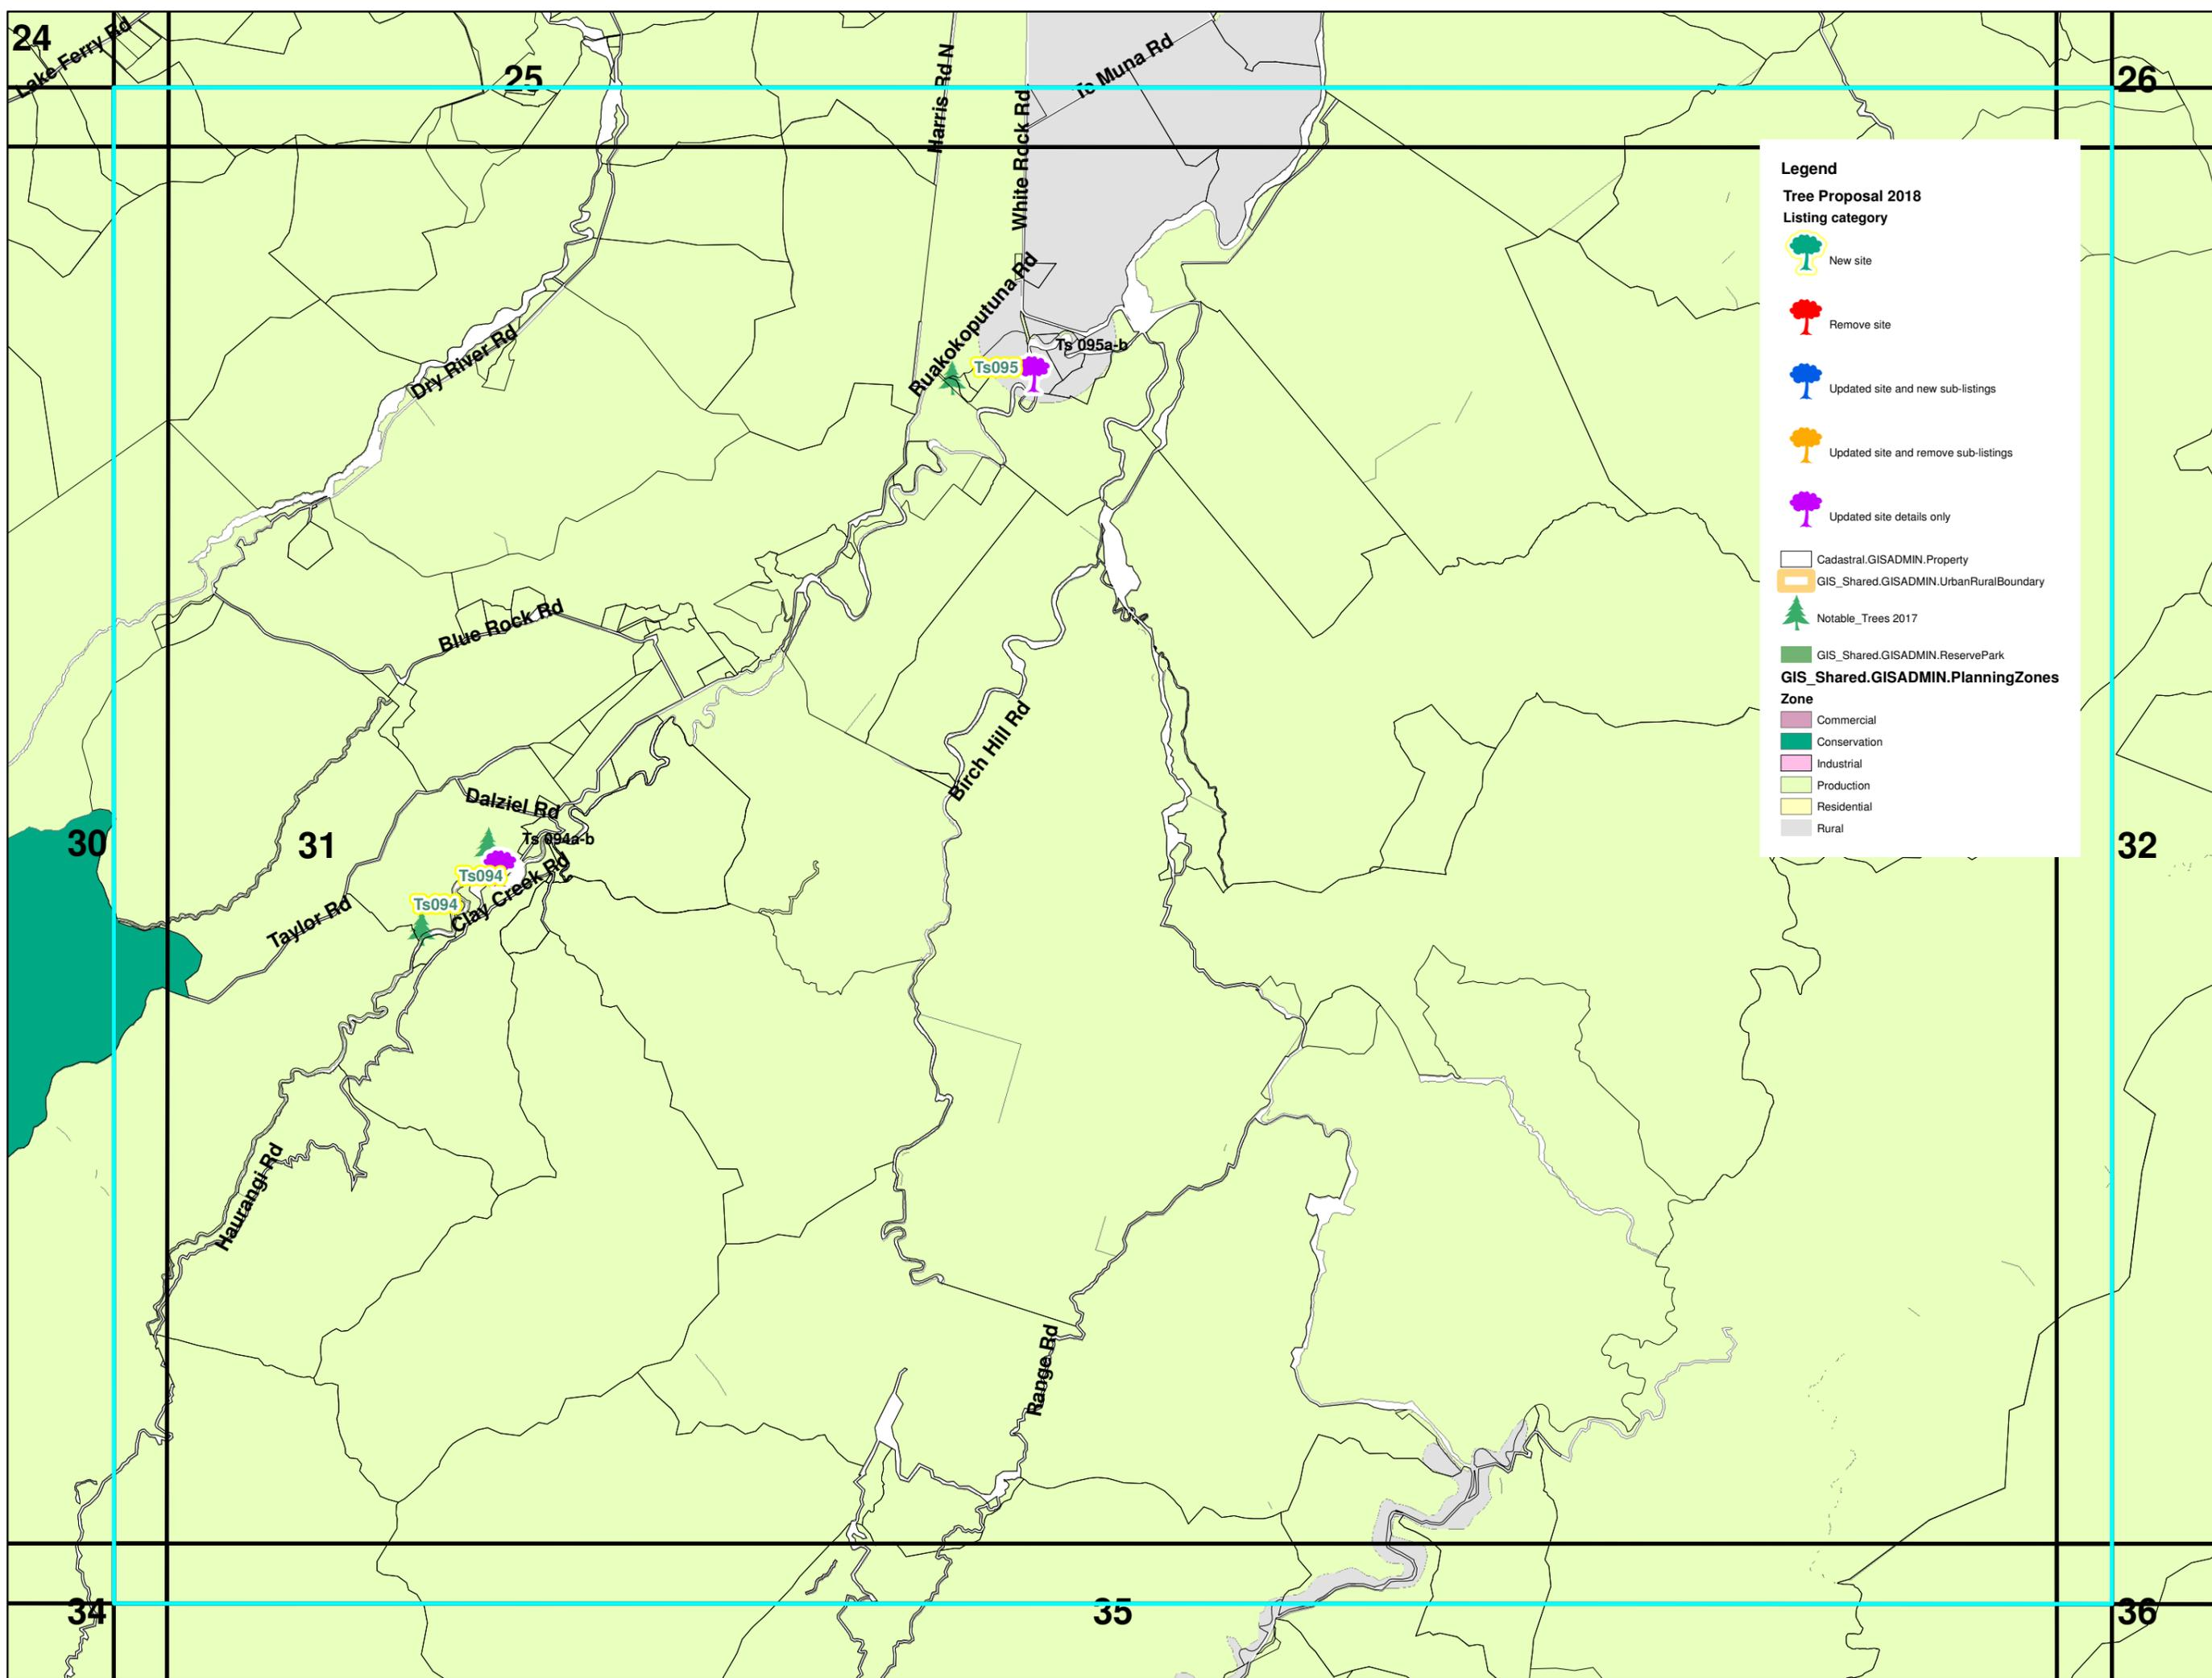 24
Lake Ferry Rd
25
Harris Rd N
White Rock Rd
Te Muna Rd
26
Legend
Tree Proposal 2018
Listing category
New site
Remove site
Updated site and new sub-listings
Updated site and remove sub-listings
Updated site details only
Cadastral.GISADMIN.Property
GIS_Shared.GISADMIN.UrbanRuralBoundary
Notable_Trees 2017
GIS_Shared.GISADMIN.ReservePark
GIS_Shared.GISADMIN.PlanningZones
Zone
Commercial
Conservation
Industrial
Production
Residential
Rural
Ruakokoputuna Rd
Dry River Rd
Ts095
Ts 095a-b
Blue Rock Rd
Birch Hill Rd
Dalziel Rd
30
31
Ts 094a-b
32
Ts094
Ts094
Clay Creek Rd
Taylor Rd
Haurangi Rd
Range Rd
34
35
36